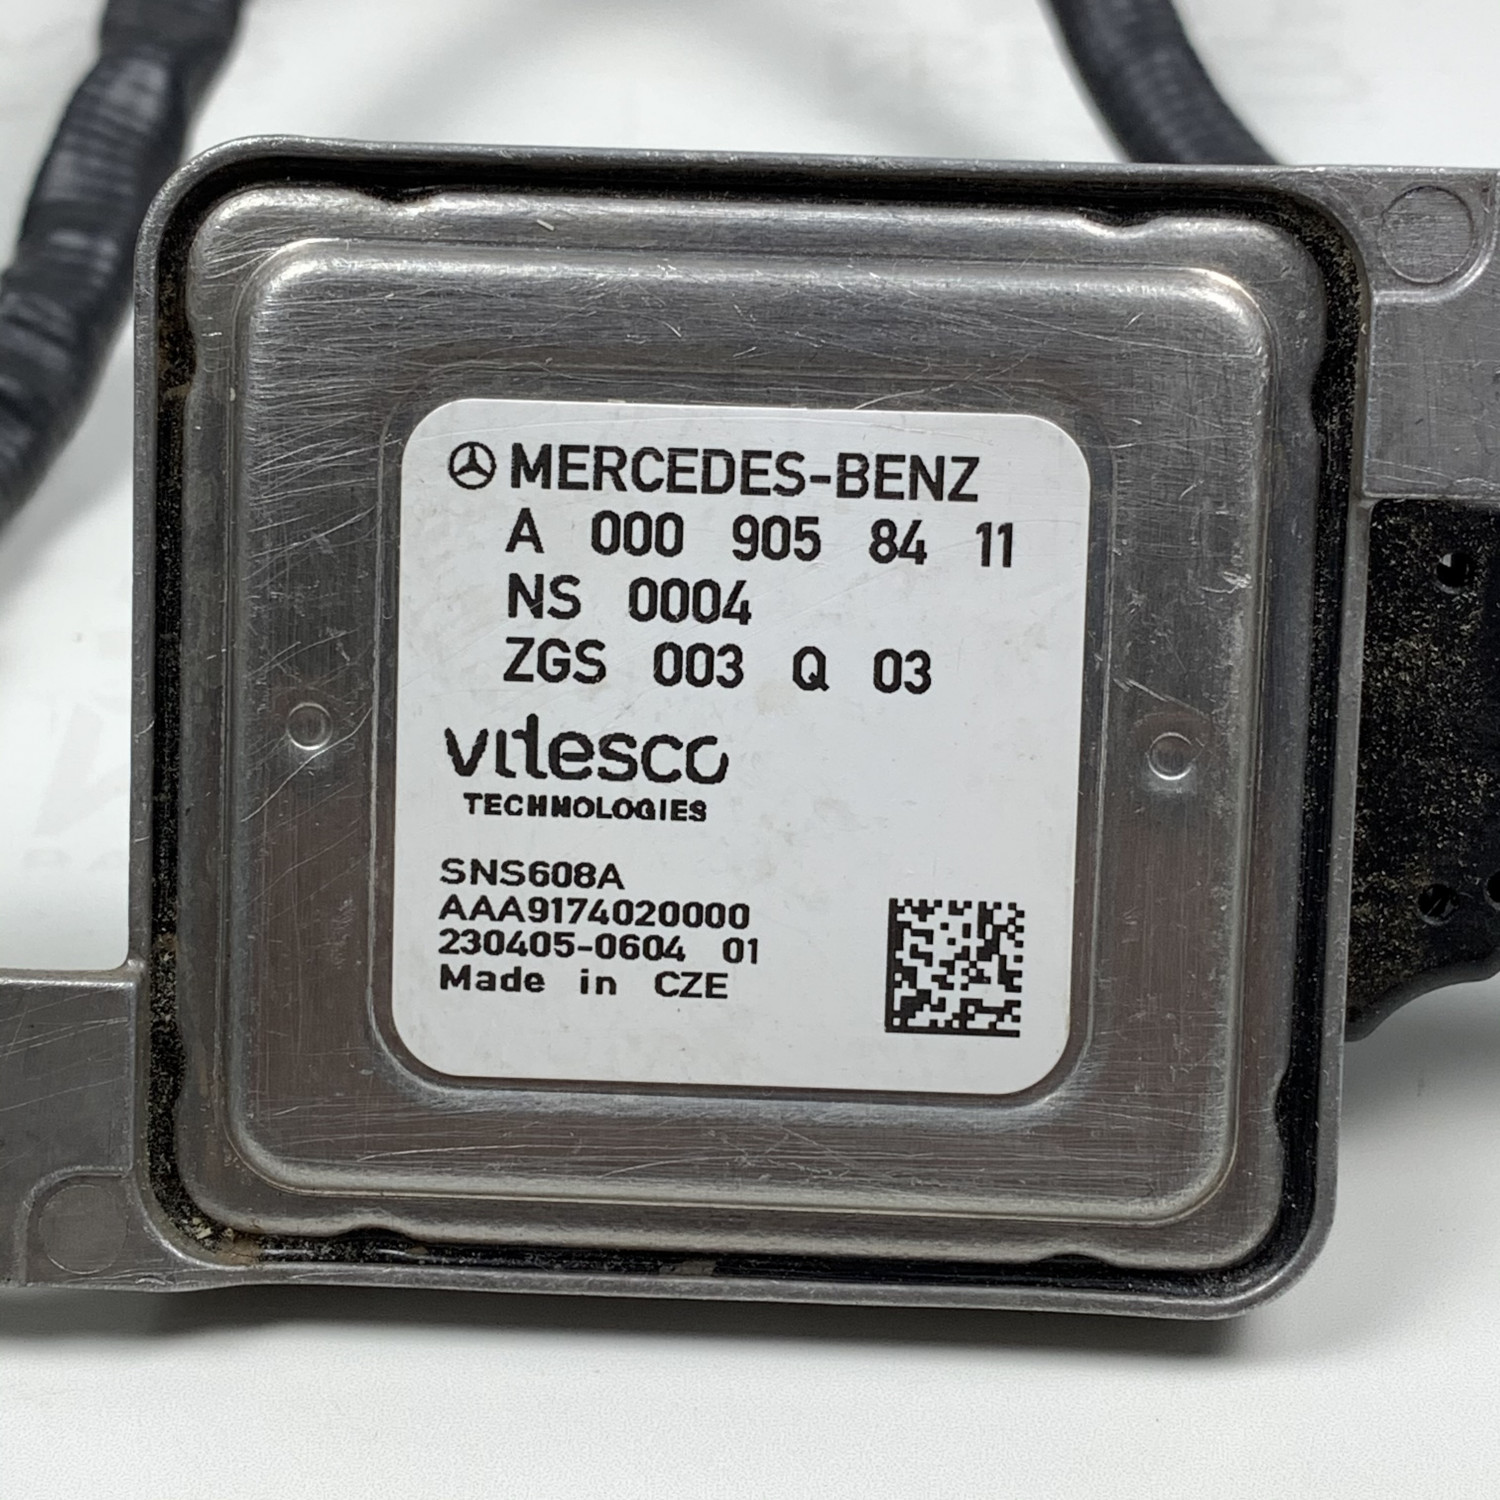 MERCEDES-BENZ
A 000 905 84 11
NS 0004
ZGS 003 Q 03
vitesco
TECHNOLOGIES
SNS608A
AAA9174020000
230405-0604 01
Made in CZE